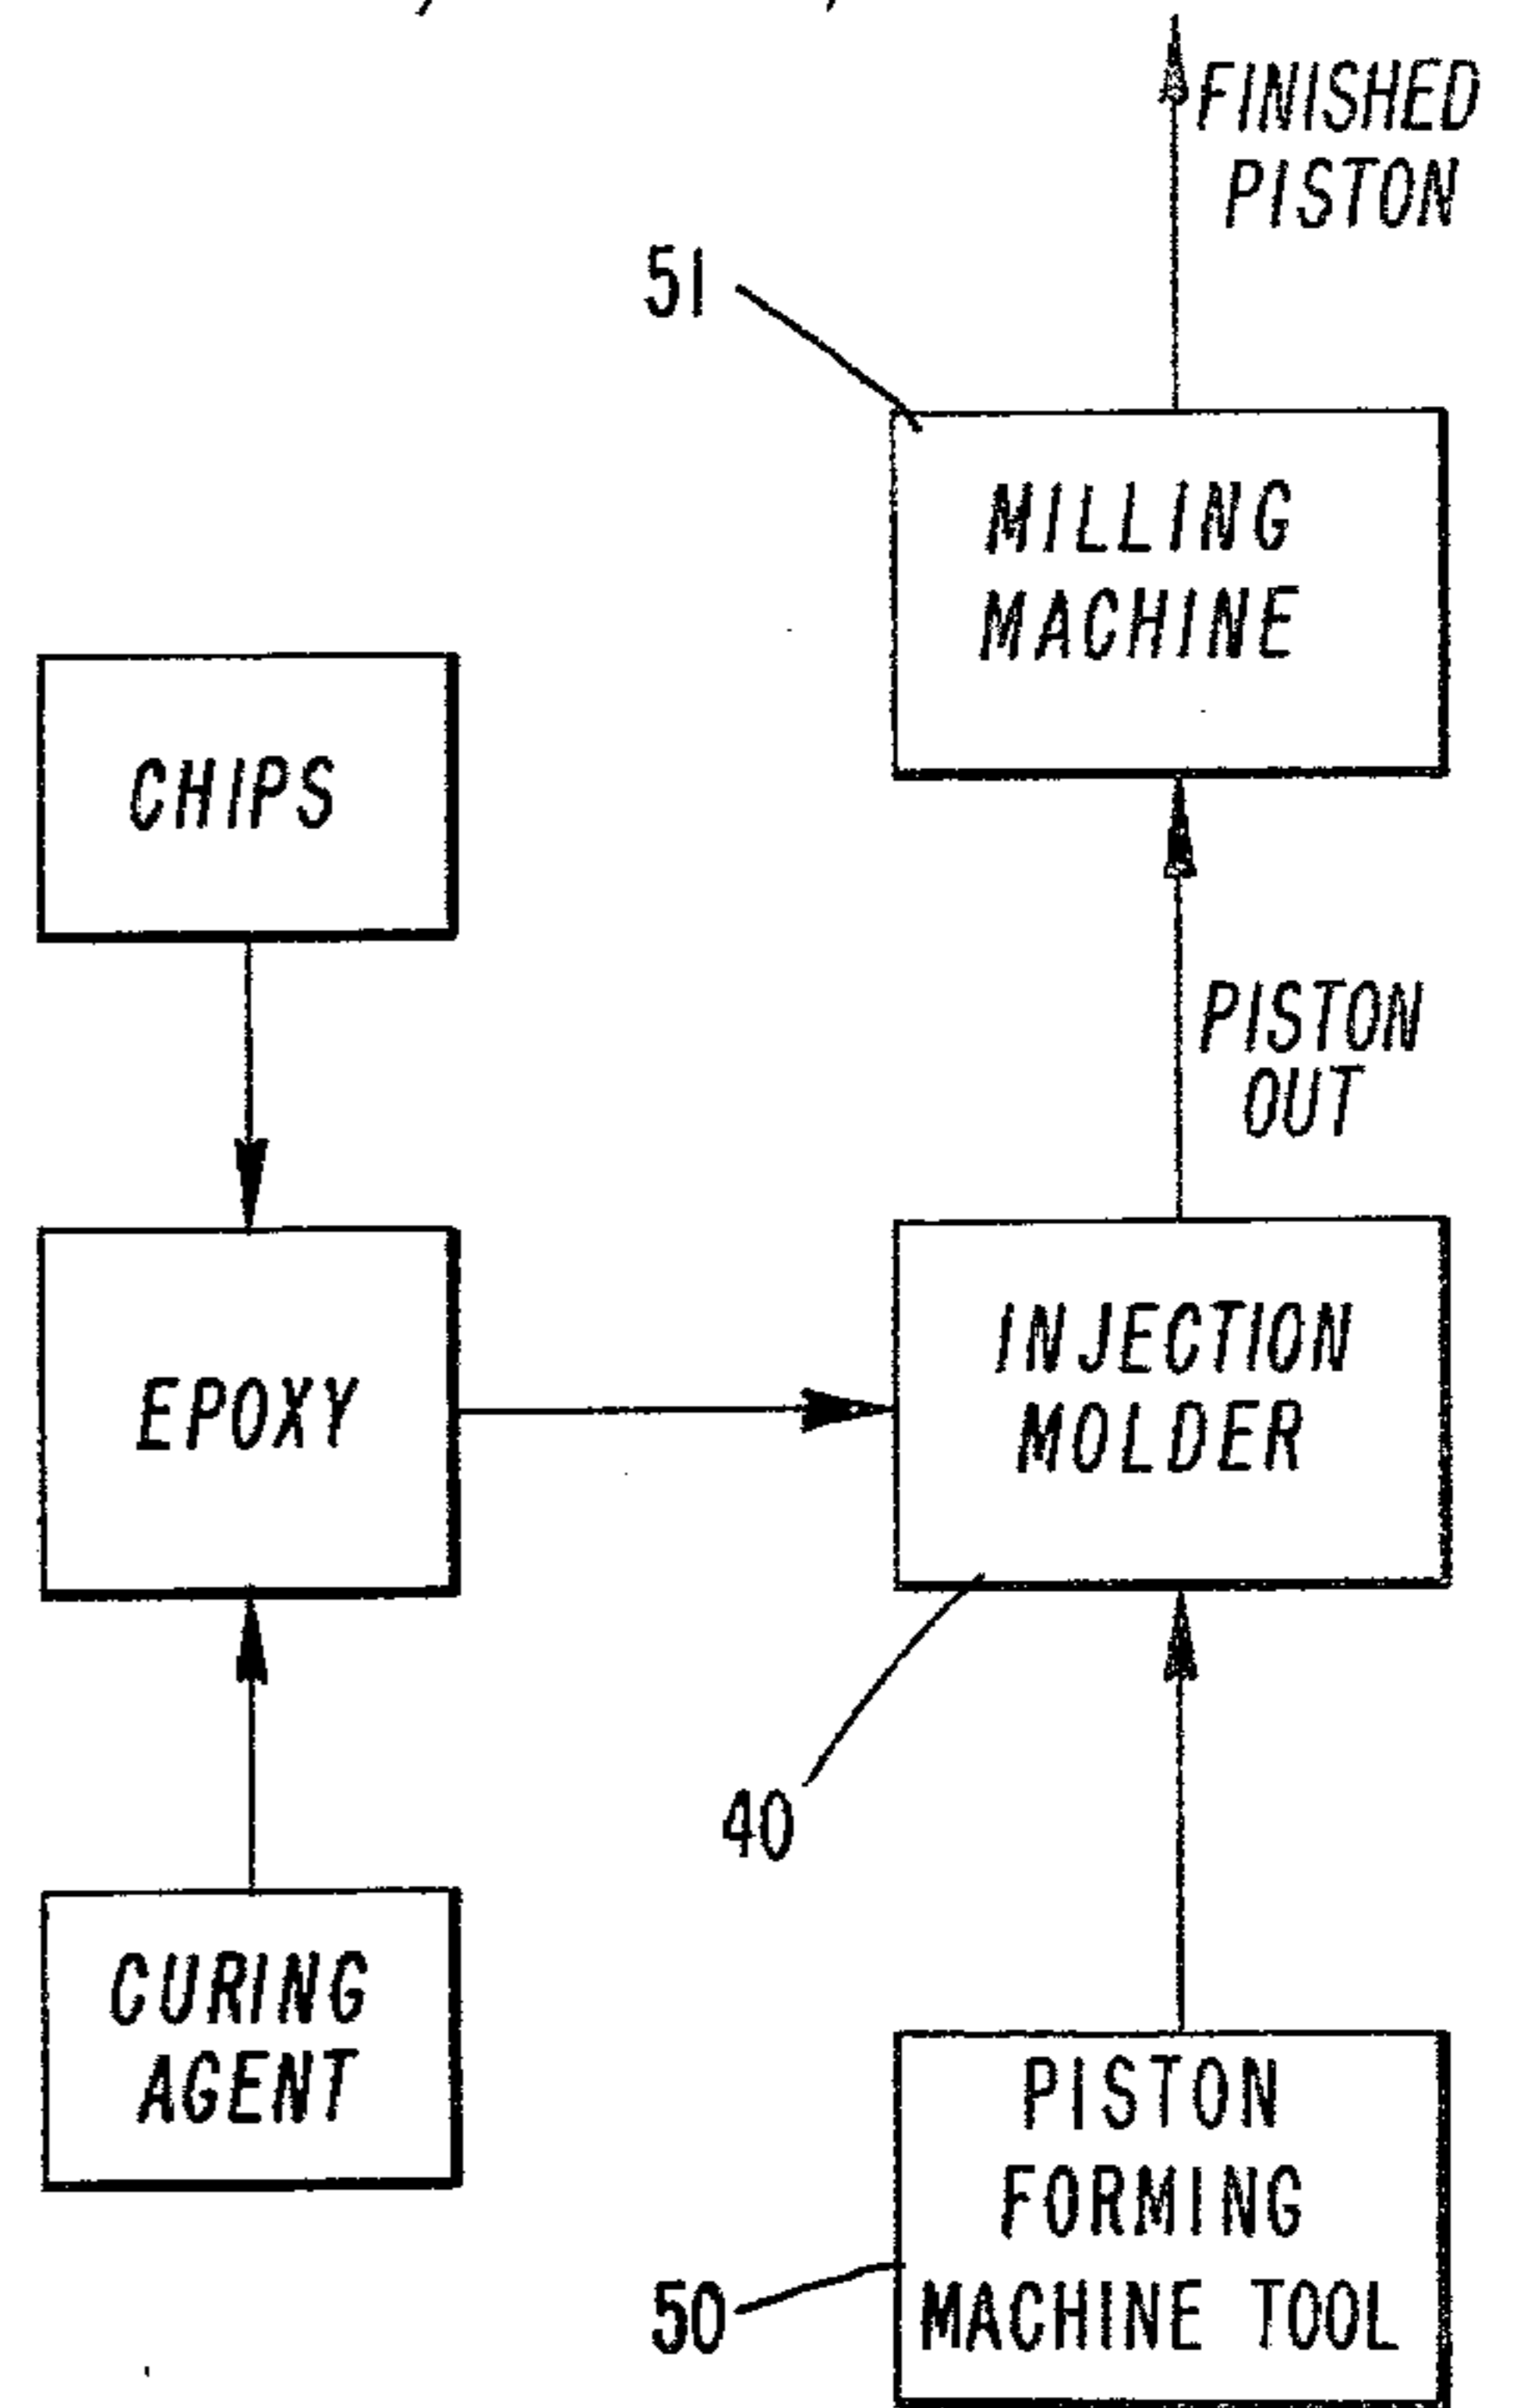 FINISHED
PISTON
51
MILLING
MACHINE
CHIPS
PISTON
OUT
EPOXY
INJECTION
MOLDER
40
CURING
AGENT
PISTON
FORMING
MACHINE TOOL
50